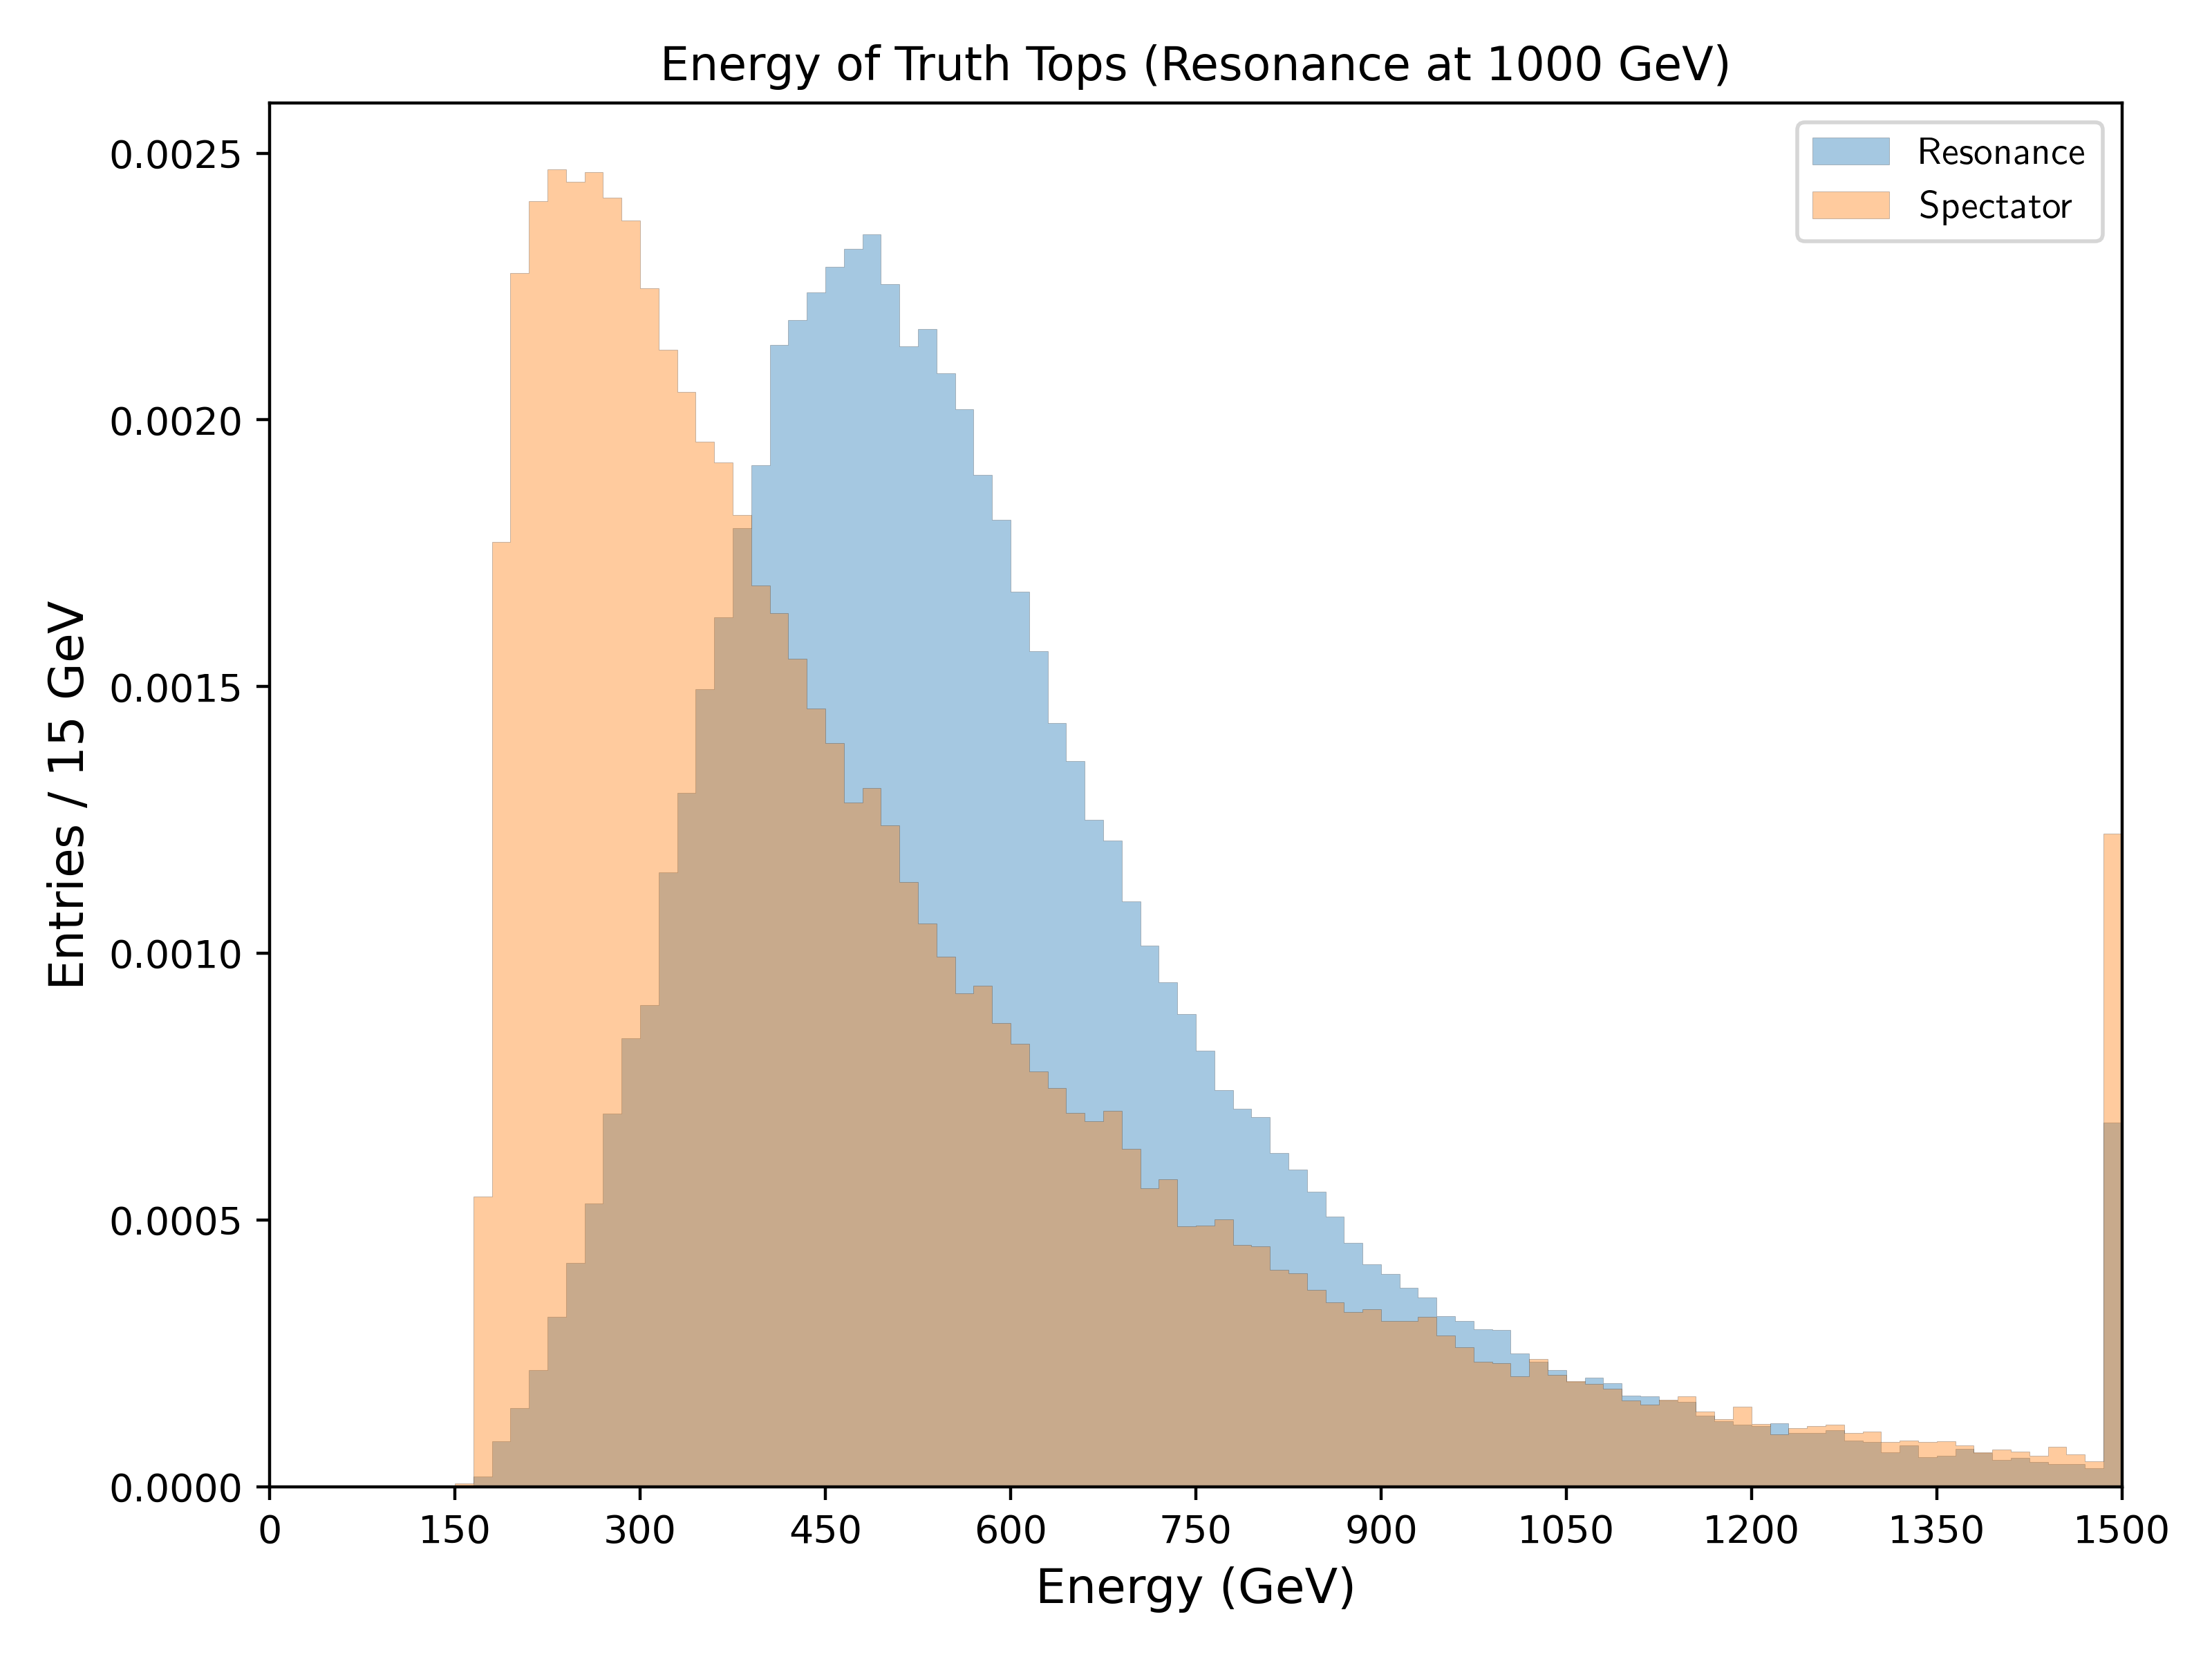 Energy of Truth Tops (Resonance at 1000 GeV)
Resonance
Spectator
Entries / 15 GeV
0.0025
0.0020
0.0015
0.0010
0.0005
0.0000
0 150 300 450 600 750 900 1050 1200 1350 1500
Energy (GeV)